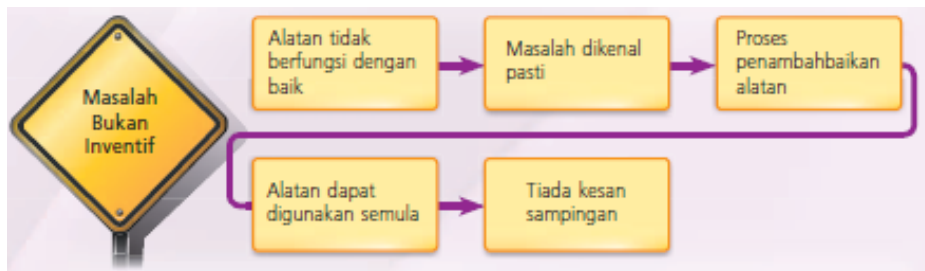 Masalah
Bukan
Inventif
Alatan tidak
berfungsi dengan
baik
Masalah dikenal
pasti
Proses
penambahbaikan
alatan
Alatan dapat
digunakan semula
Tiada kesan
sampingan